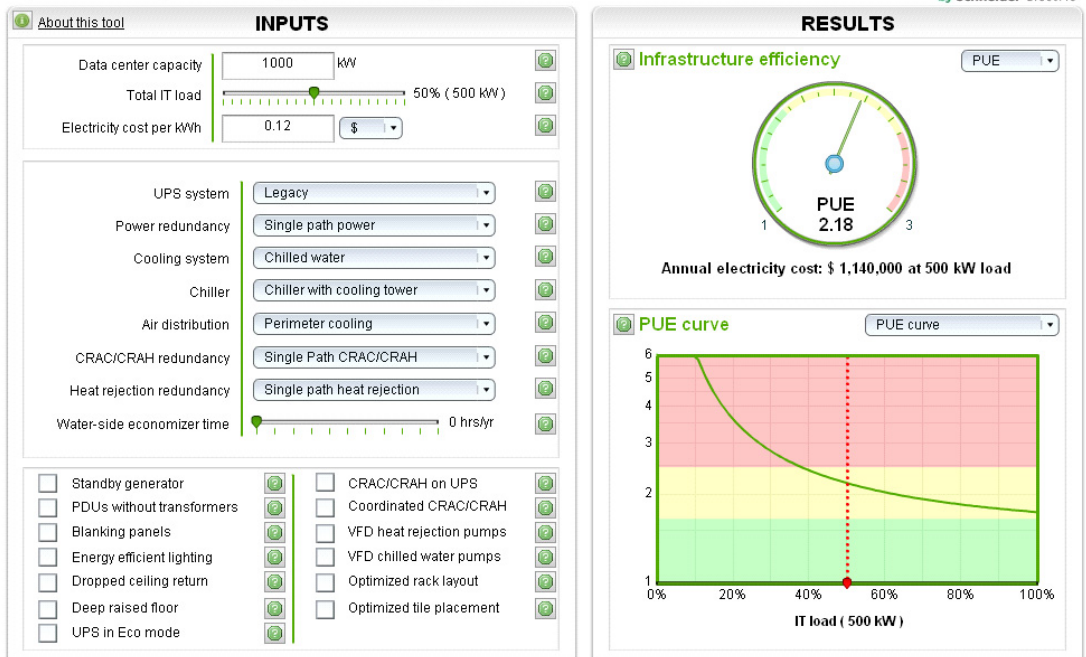 by Schneider
About this tool
INPUTS
Data center capacity 1000 kW
Total IT load 50% ( 500 kW )
Electricity cost per kWh 0.12 $
UPS system Legacy
Power redundancy Single path power
Cooling system Chilled water
Chiller Chiller with cooling tower
Air distribution Perimeter cooling
CRAC/CRAH redundancy Single Path CRAC/CRAH
Heat rejection redundancy Single path heat rejection
Water-side economizer time 0 hrs/yr
Standby generator
PDUs without transformers
Blanking panels
Energy efficient lighting
Dropped ceiling return
Deep raised floor
UPS in Eco mode
CRAC/CRAH on UPS
Coordinated CRAC/CRAH
VFD heat rejection pumps
VFD chilled water pumps
Optimized rack layout
Optimized tile placement
RESULTS
Infrastructure efficiency PUE
PUE
1 2.18 3
Annual electricity cost: $ 1,140,000 at 500 kW load
PUE curve PUE curve
6
5
4
3
2
1
0% 20% 40% 60% 80% 100%
IT load ( 500 kW )